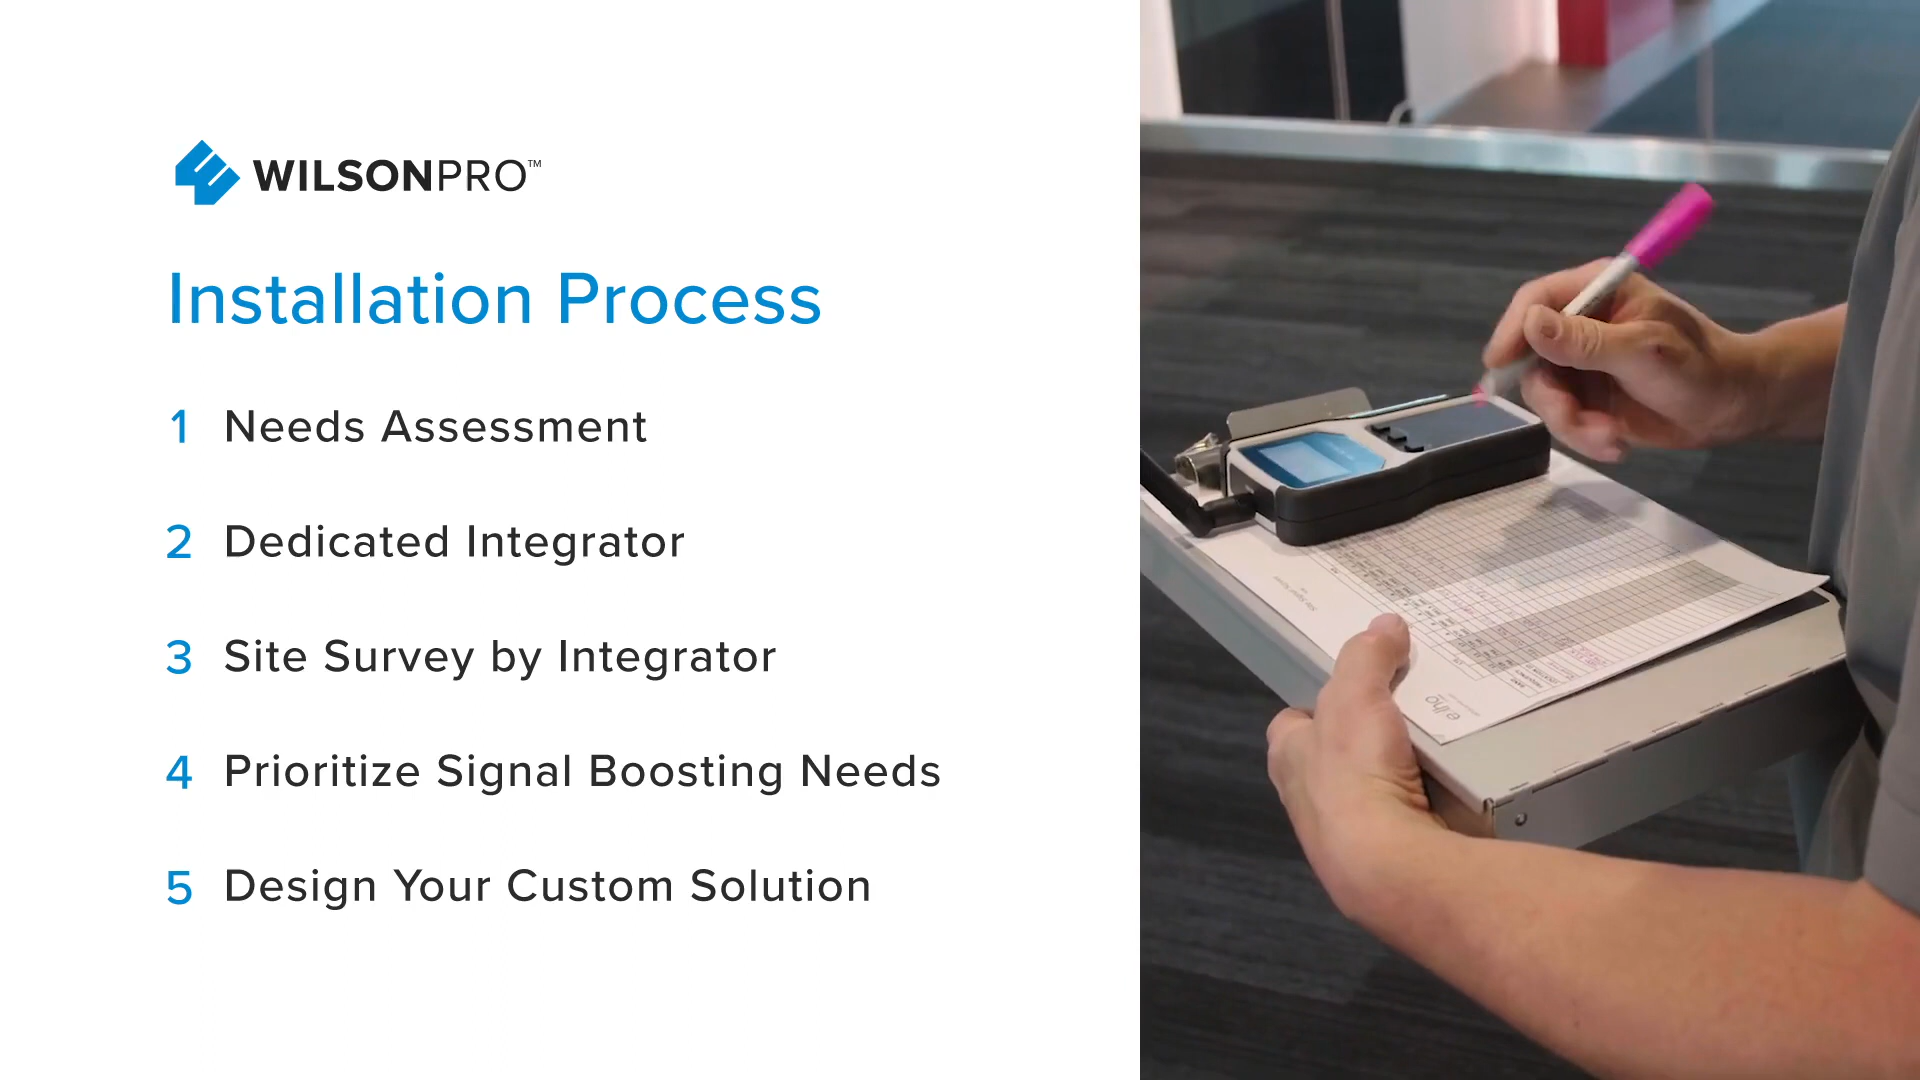 WILSONPRO™
Installation Process
1 Needs Assessment
2 Dedicated Integrator
3 Site Survey by Integrator
4 Prioritize Signal Boosting Needs
5 Design Your Custom Solution